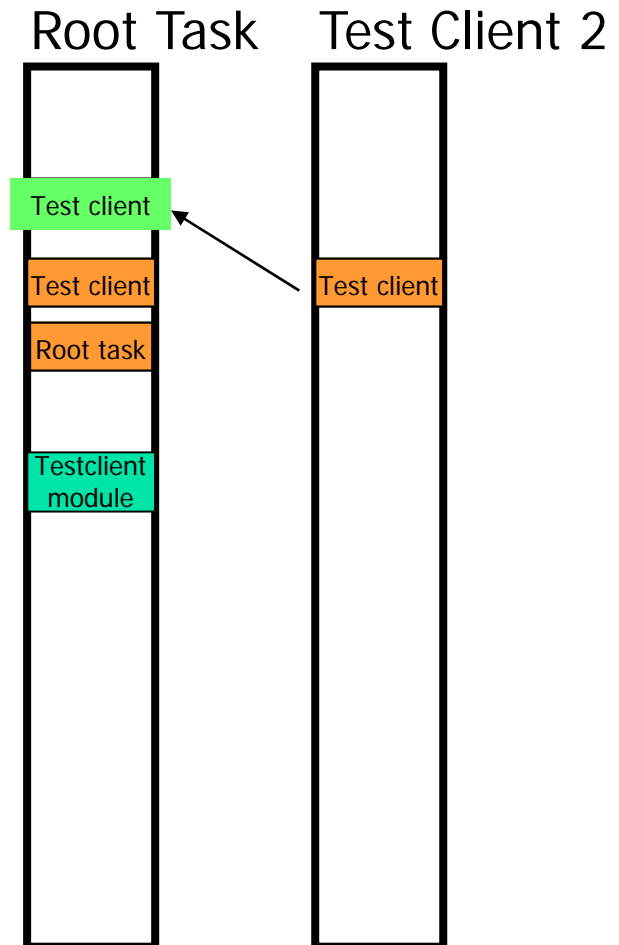 Root Task
Test Client 2
Test client
Test client
Test client
Root task
Testclient
module